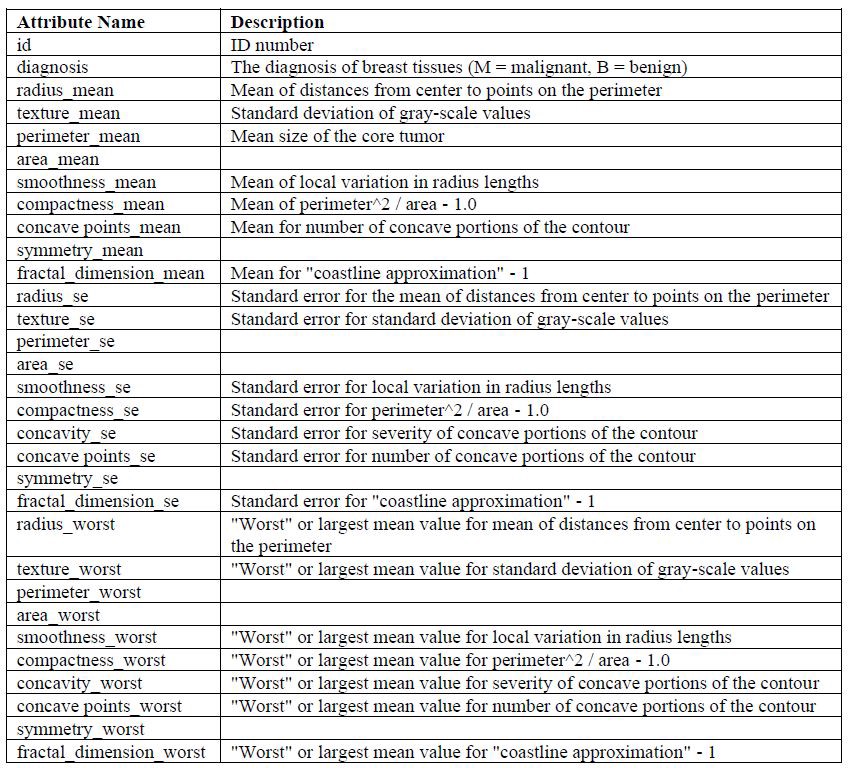 Attribute Name Description
id ID number
diagnosis The diagnosis of breast tissues (M = malignant, B = benign)
radius_mean Mean of distances from center to points on the perimeter
texture_mean Standard deviation of gray-scale values
perimeter_mean Mean size of the core tumor
area_mean
smoothness_mean Mean of local variation in radius lengths
compactness_mean Mean of perimeter^2 / area - 1.0
concave points_mean Mean for number of concave portions of the contour
symmetry_mean
fractal_dimension_mean Mean for "coastline approximation" - 1
radius_se Standard error for the mean of distances from center to points on the perimeter
texture_se Standard error for standard deviation of gray-scale values
perimeter_se
area_se
smoothness_se Standard error for local variation in radius lengths
compactness_se Standard error for perimeter^2 / area - 1.0
concavity_se Standard error for severity of concave portions of the contour
concave points_se Standard error for number of concave portions of the contour
symmetry_se
fractal_dimension_se Standard error for "coastline approximation" - 1
radius_worst "Worst" or largest mean value for mean of distances from center to points on
the perimeter
texture_worst "Worst" or largest mean value for standard deviation of gray-scale values
perimeter_worst
area_worst
smoothness_worst "Worst" or largest mean value for local variation in radius lengths
compactness_worst "Worst" or largest mean value for perimeter^2 / area - 1.0
concavity_worst "Worst" or largest mean value for severity of concave portions of the contour
concave points_worst "Worst" or largest mean value for number of concave portions of the contour
symmetry_worst
fractal_dimension_worst "Worst" or largest mean value for "coastline approximation" - 1